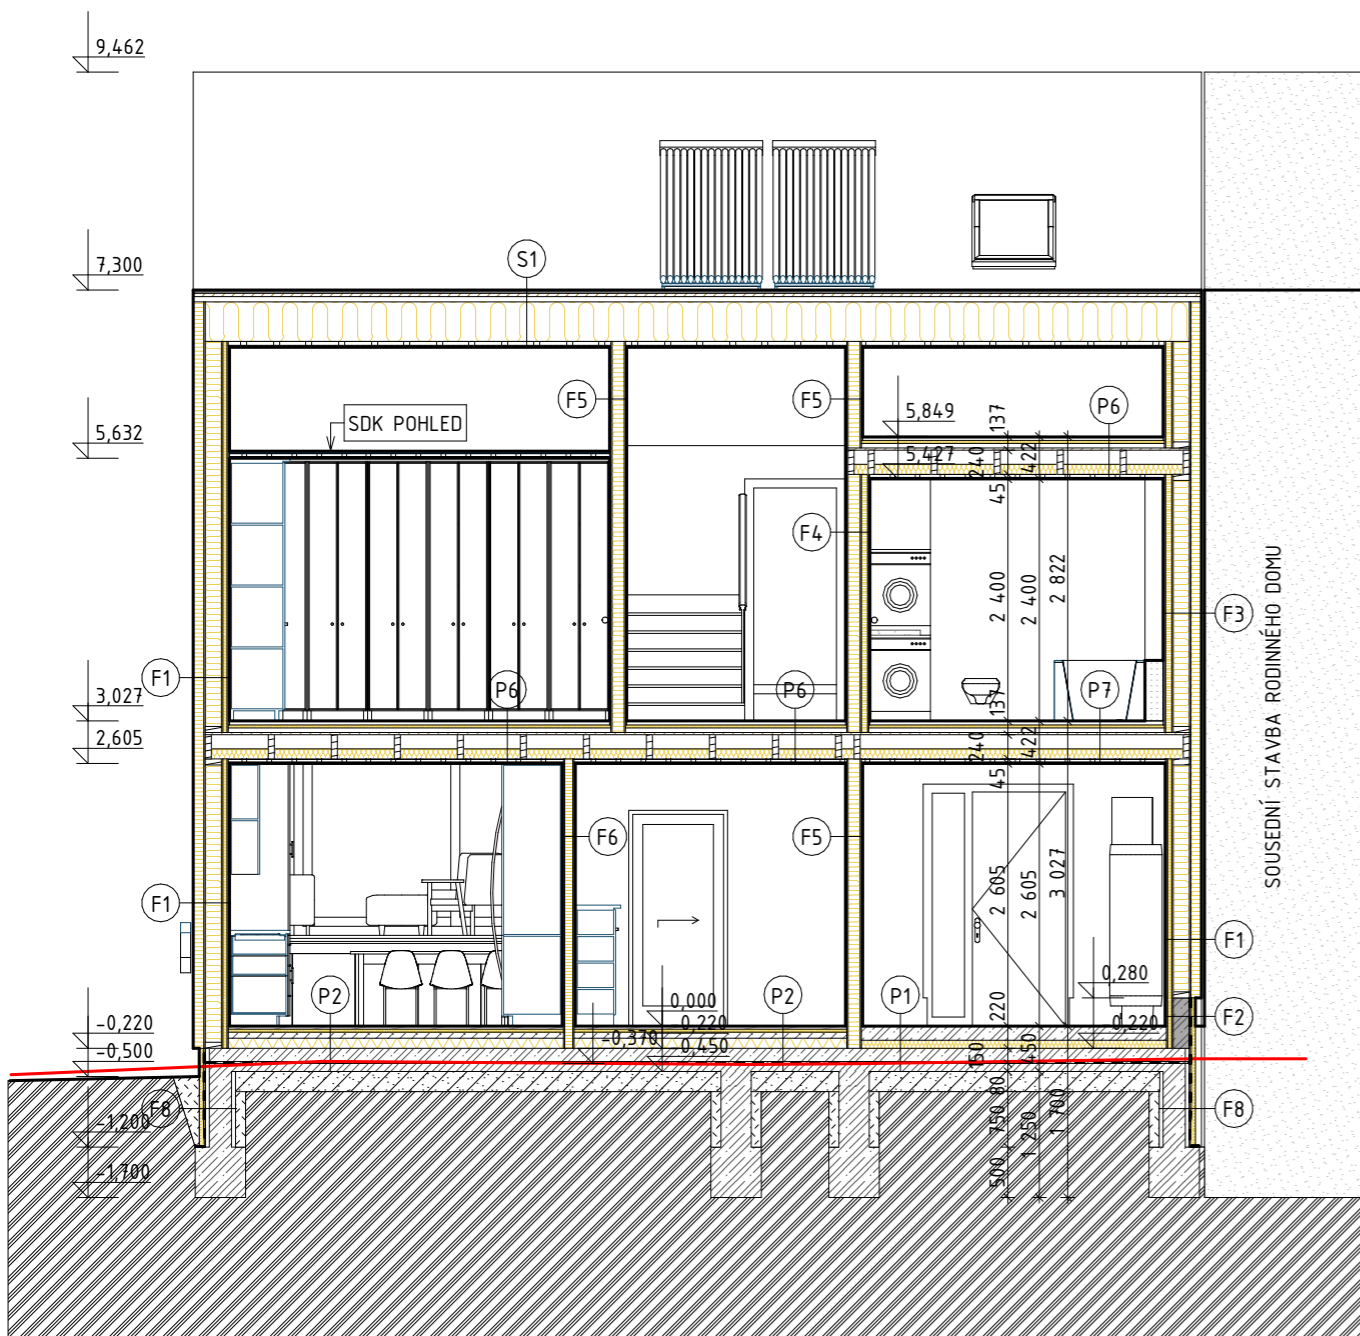 9,462
7,300
S1
5,632
SDK POHLED
F5
F5
5,849
137
P6
240
422
5,427
45
F4
2 400
2 400
2 822
F3
SOUSEDNÍ STAVBA RODINNÉHO DOMU
F1
3,027
P6
P6
137
P7
2,605
240
422
45
F6
F5
2 605
2 605
3 027
F1
F1
P2
P2
P1
0,280
0,000
220
-0,220
-0,220
0,220
F2
-0,500
-0,370
0,450
150
450
F8
-1,200
80
750
1 250
1 700
F8
-1,700
500